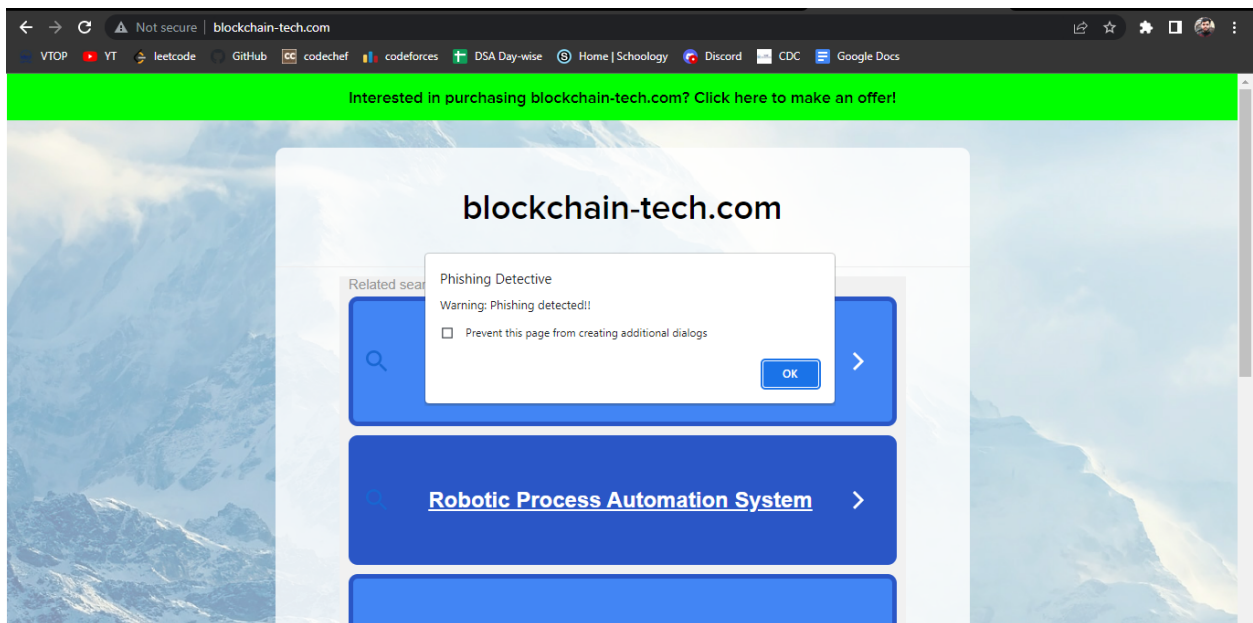 Not secure blockchain-tech.com
VTOP YT leetcode GitHub CC codechef codeforces DSA Day-wise S Home | Schoology Discord CDC Google Docs
Interested in purchasing blockchain-tech.com? Click here to make an offer!
blockchain-tech.com
Related sear
Phishing Detective
Warning: Phishing detected!!
Prevent this page from creating additional dialogs
OK
Robotic Process Automation System